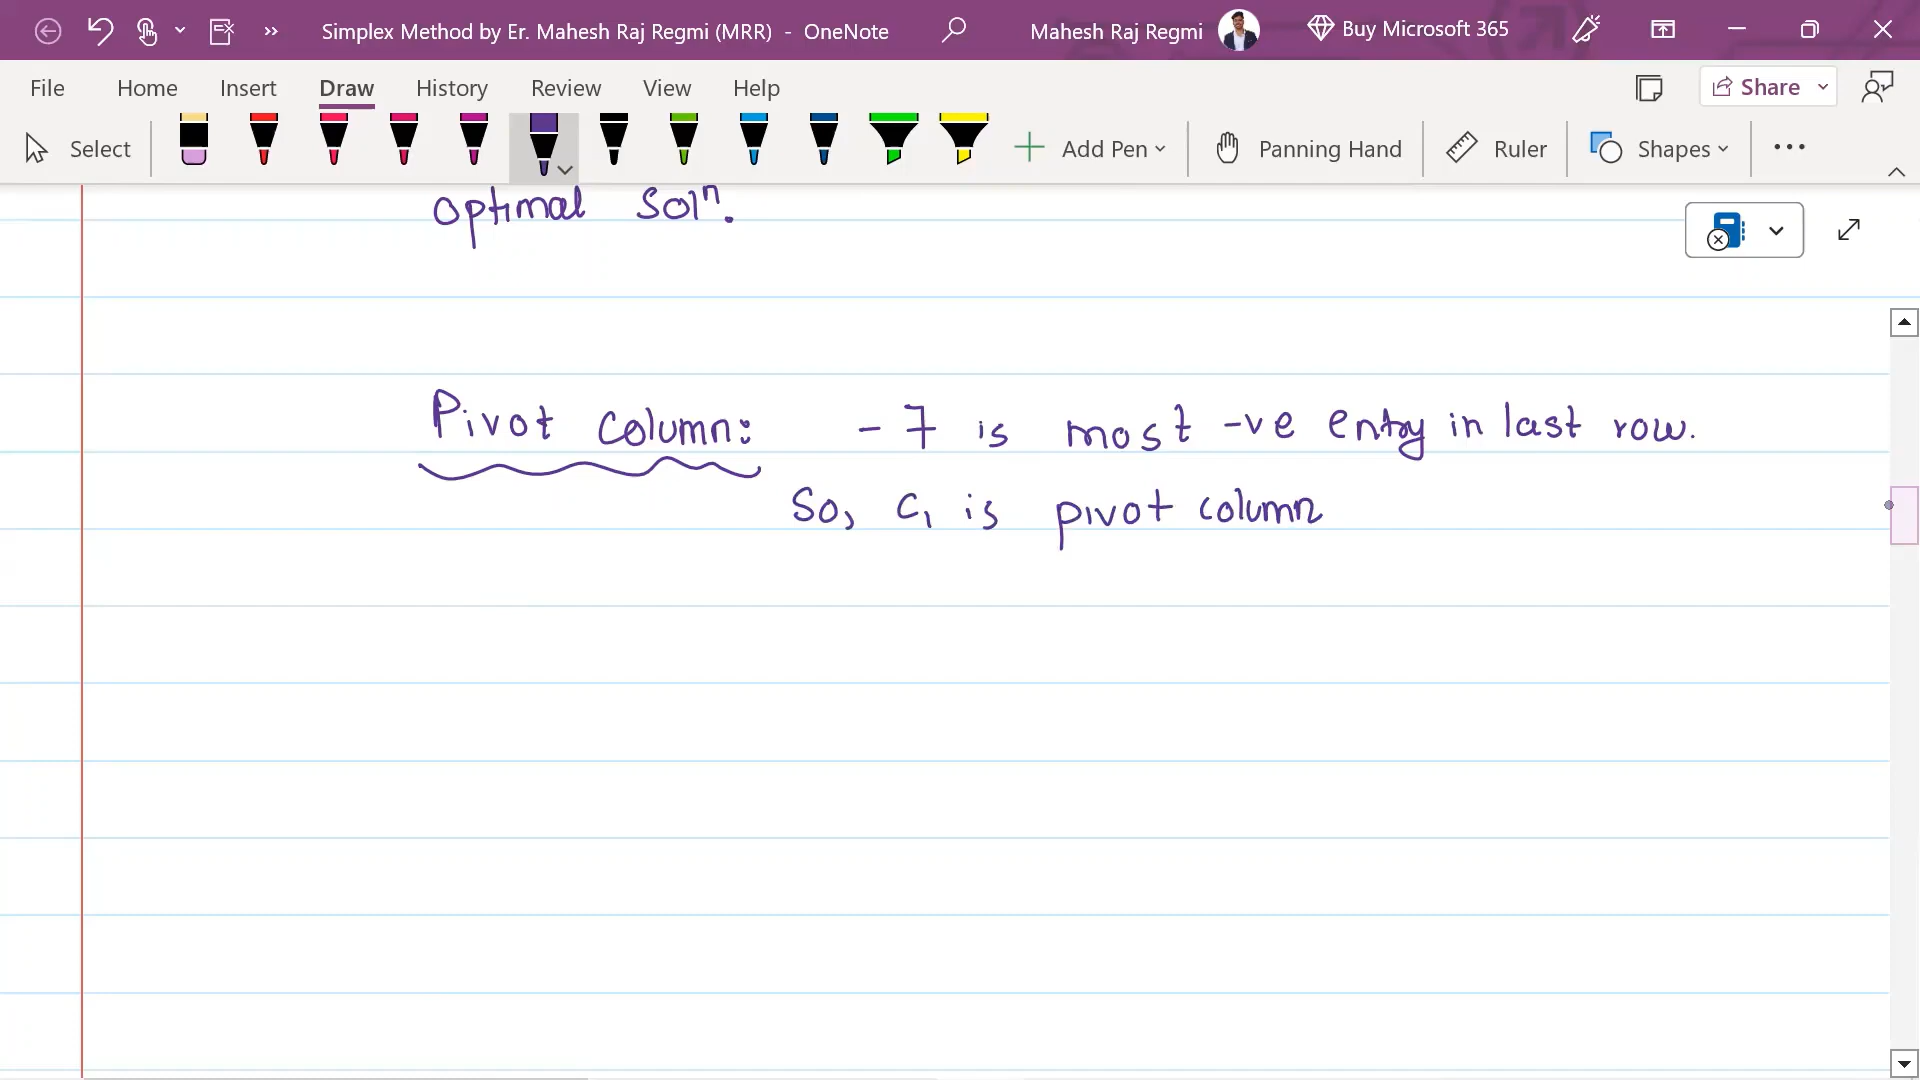 Simplex Method by Er. Mahesh Raj Regmi (MRR) - OneNote
Mahesh Raj Regmi
Buy Microsoft 365
File Home Insert Draw History Review View Help
Share
Select
Add Pen
Panning Hand
Ruler
Shapes
optimal solⁿ.
Pivot column: -7 is most -ve entry in last row.
So, C₁ is pivot column